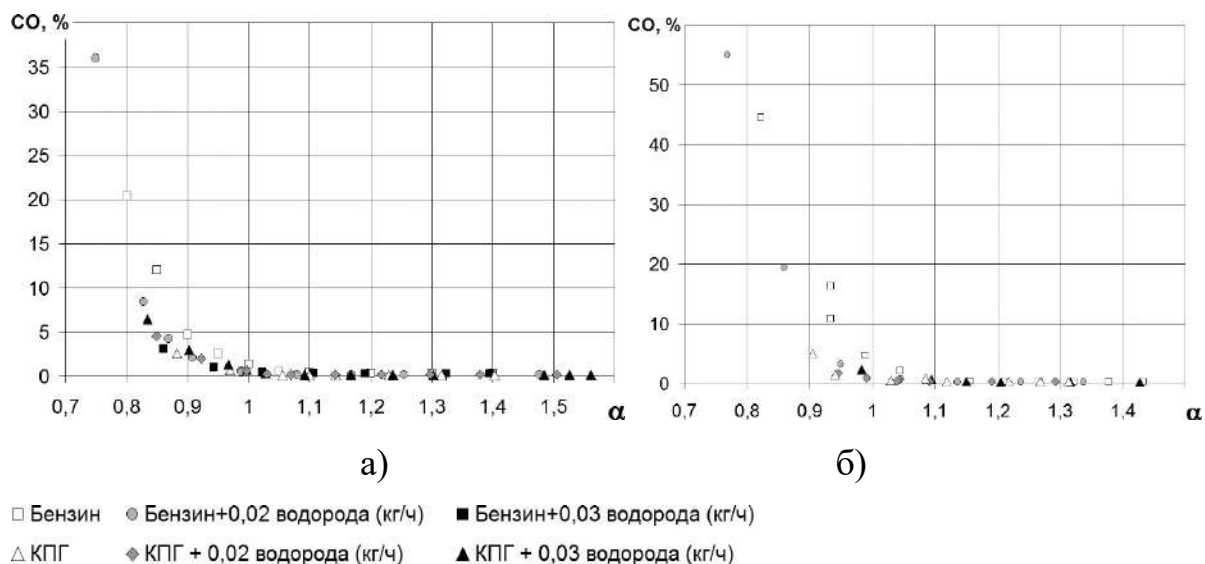 CO, %
35
30
25
20
15
10
5
0
0,7 0,8 0,9 1 1,1 1,2 1,3 1,4 1,5 α
а)
CO, %
50
40
30
20
10
0
0,7 0,8 0,9 1 1,1 1,2 1,3 1,4 α
б)
Бензин Бензин+0,02 водорода (кг/ч) Бензин+0,03 водорода (кг/ч)
КПГ КПГ + 0,02 водорода (кг/ч) КПГ + 0,03 водорода (кг/ч)